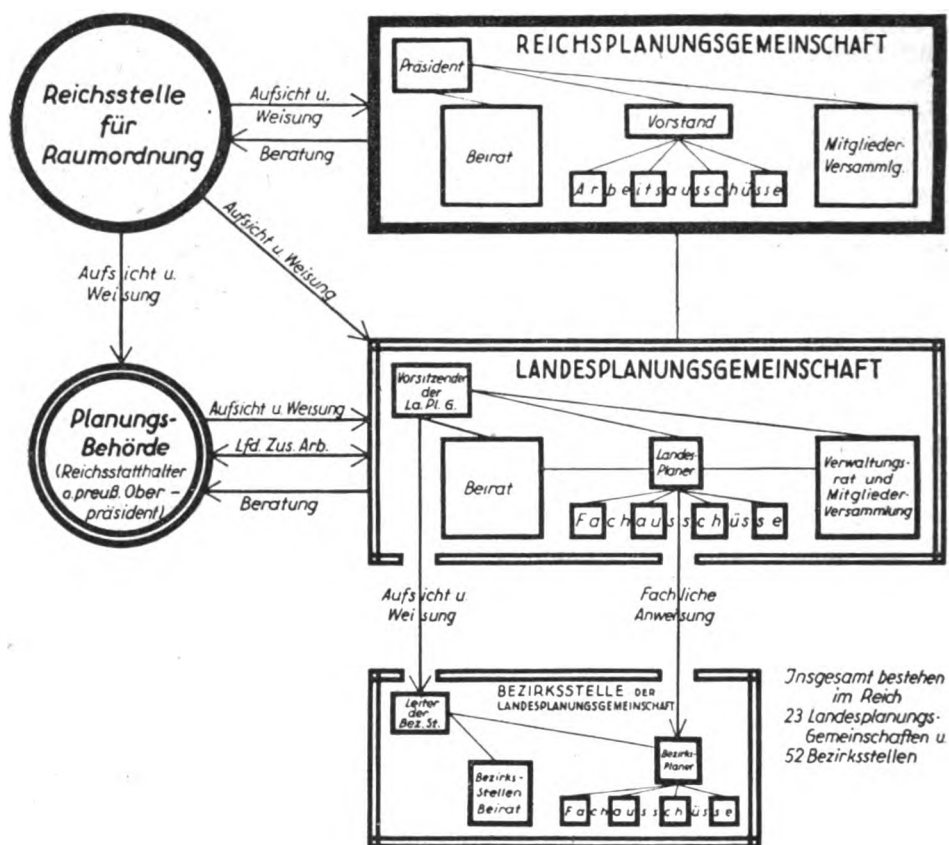 Reichsstelle
für
Raumordnung
Aufsicht u.
Weisung
Beratung
REICHSPLANUNGSGEMEINSCHAFT
Präsident
Beirat
Vorstand
Arbeitsausschüsse
Mitglieder-
Versammlg.
Aufsicht u.
Weisung
Aufsicht u. Weisung
Planungs-
Behörde
(Reichsstatthalter
o. preuß. Ober-
präsident)
Aufsicht u. Weisung
Lfd. Zus. Arb.
Beratung
LANDESPLANUNGSGEMEINSCHAFT
Vorsitzender
der
La. Pl. G.
Beirat
Landes-
Planer
Fachausschüsse
Verwaltungs-
rat und
Mitglieder-
Versammlung
Aufsicht u.
Weisung
Fachliche
Anweisung
BEZIRKSSTELLE DER
LANDESPLANUNGSGEMEINSCHAFT
Leiter
der
Bez. St.
Bezirks-
Stellen
Beirat
Bezirks-
Planer
Fachausschüsse
Insgesamt bestehen
im Reich
23 Landesplanungs-
Gemeinschaften u.
52 Bezirksstellen